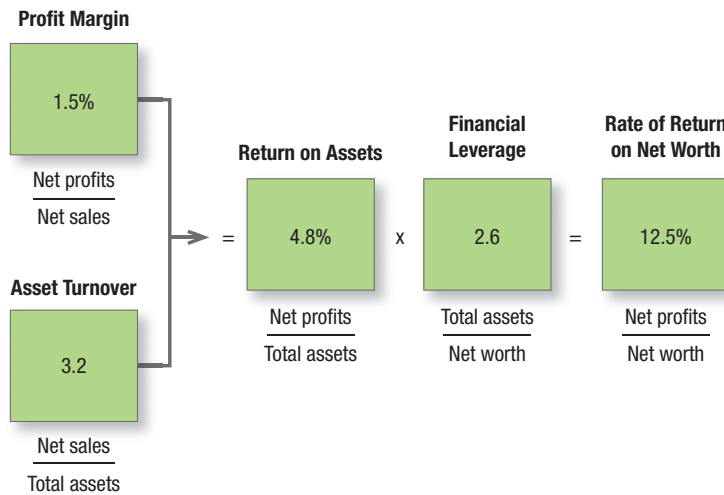 Profit Margin
1.5%
Net profits
Net sales
Asset Turnover
3.2
Net sales
Total assets
=
Return on Assets
4.8%
Net profits
Total assets
x
Financial
Leverage
2.6
Total assets
Net worth
=
Rate of Return
on Net Worth
12.5%
Net profits
Net worth